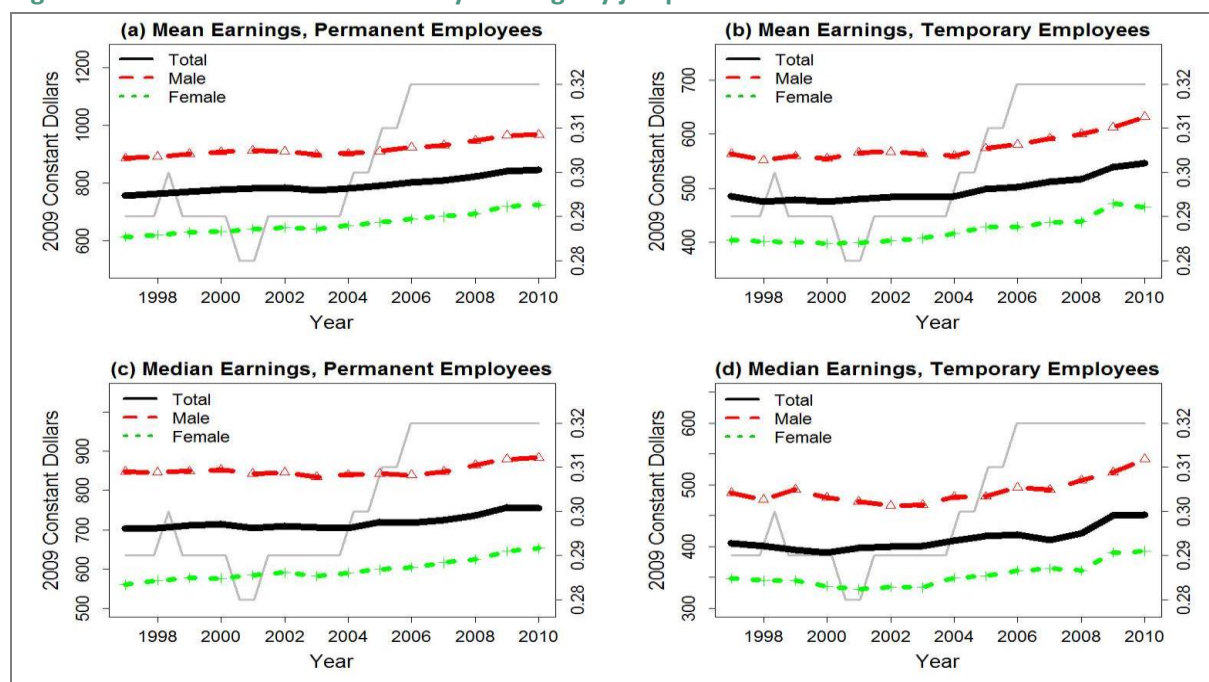 (a) Mean Earnings, Permanent Employees
Total
Male
Female
2009 Constant Dollars
600 800 1000 1200
0.28 0.29 0.30 0.31 0.32
1998 2000 2002 2004 2006 2008 2010
Year
(b) Mean Earnings, Temporary Employees
Total
Male
Female
2009 Constant Dollars
400 500 600 700
0.28 0.29 0.30 0.31 0.32
1998 2000 2002 2004 2006 2008 2010
Year
(c) Median Earnings, Permanent Employees
Total
Male
Female
2009 Constant Dollars
500 600 700 800 900
0.28 0.29 0.30 0.31 0.32
1998 2000 2002 2004 2006 2008 2010
Year
(d) Median Earnings, Temporary Employees
Total
Male
Female
2009 Constant Dollars
300 400 500 600
0.28 0.29 0.30 0.31 0.32
1998 2000 2002 2004 2006 2008 2010
Year